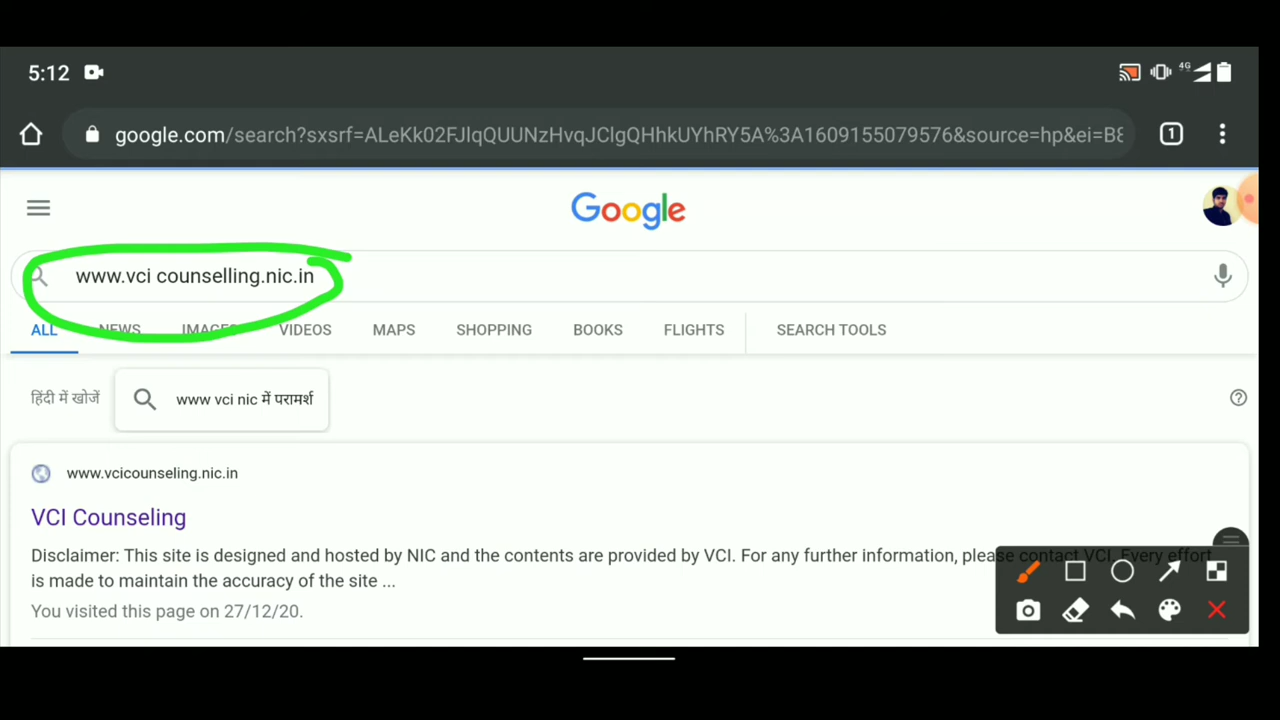 5:12
4G
google.com/search?sxsrf=ALeKk02FJlqQUUNzHvqJClgQHhkUYhRY5A%3A1609155079576&source=hp&ei=B8
1
Google
www.vci counselling.nic.in
ALL NEWS IMAGES VIDEOS MAPS SHOPPING BOOKS FLIGHTS SEARCH TOOLS
हिंदी में खोजें www vci nic में परामर्श
www.vcicounseling.nic.in
VCI Counseling
Disclaimer: This site is designed and hosted by NIC and the contents are provided by VCI. For any further information, please contact VCI. Every effort
is made to maintain the accuracy of the site ...
You visited this page on 27/12/20.